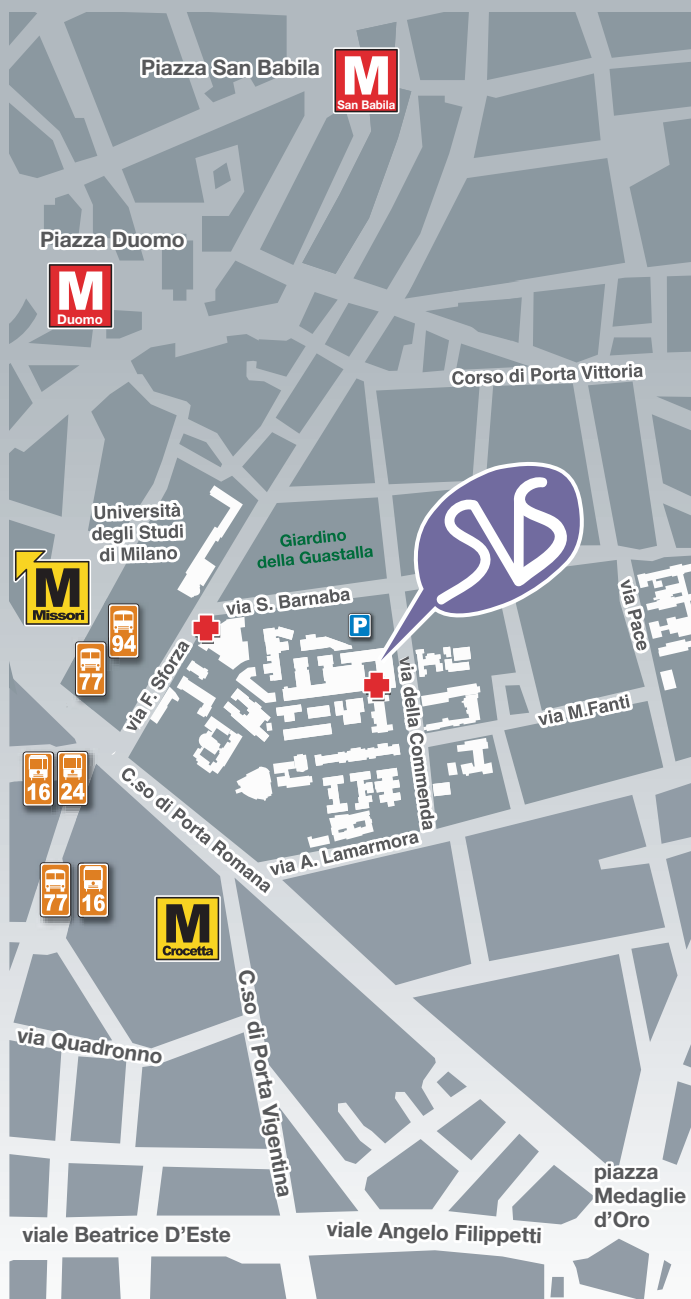 Piazza San Babila
M
San Babila
Piazza Duomo
M
Duomo
Corso di Porta Vittoria
SVS
Università
degli Studi
di Milano
Giardino
della Guastalla
M
Missori
94
77
via S. Barnaba
P
via Pace
via F. Sforza
via della Commenda
via M.Fanti
16
24
C.so di Porta Romana
via A. Lamarmora
77
16
M
Crocetta
C.so di Porta Vigentina
via Quadronno
piazza
Medaglie
d'Oro
viale Beatrice D'Este
viale Angelo Filippetti